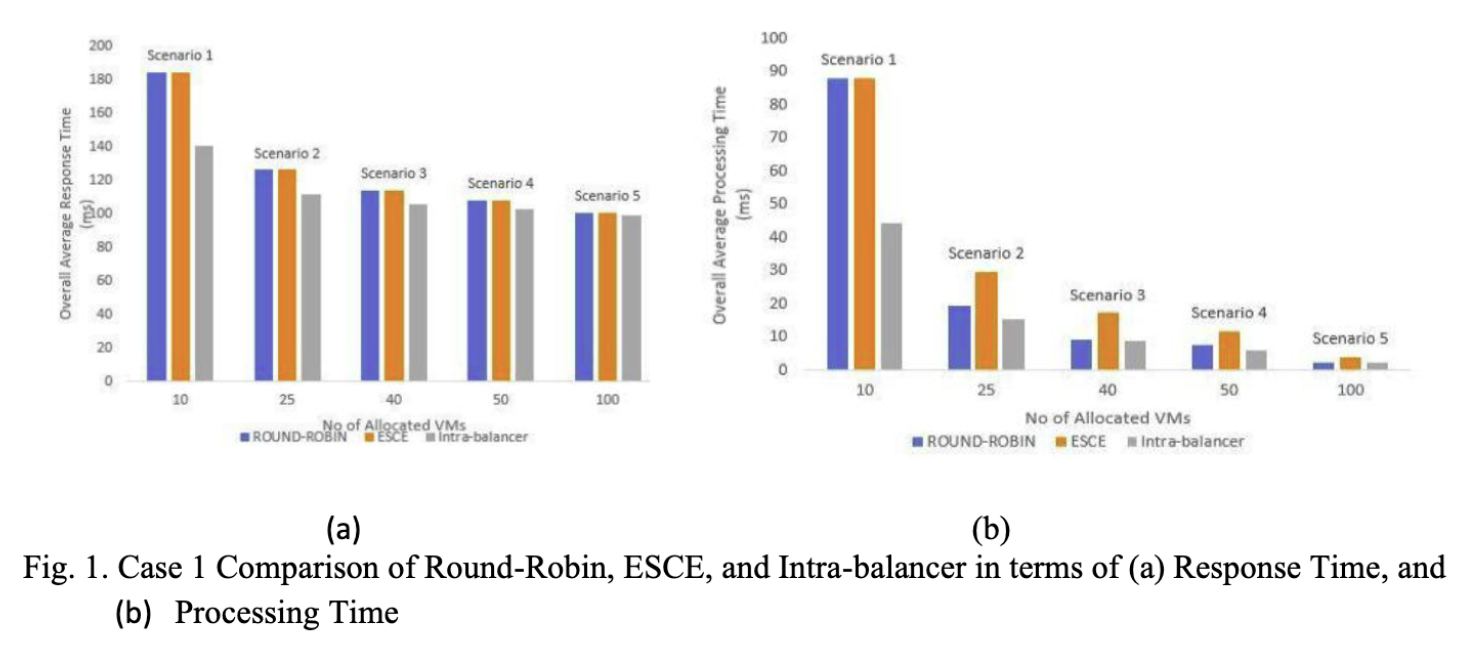 200
180
160
140
120
100
80
60
40
20
0
Overall Average Response Time
(ms)
Scenario 1
Scenario 2
Scenario 3
Scenario 4
Scenario 5
10 25 40 50 100
No of Allocated VMs
ROUND-ROBIN ESCE Intra-balancer
100
90
80
70
60
50
40
30
20
10
0
Overall Average Processing Time
(ms)
Scenario 1
Scenario 2
Scenario 3
Scenario 4
Scenario 5
10 25 40 50 100
No of Allocated VMs
ROUND-ROBIN ESCE Intra-balancer
(a) (b)
Fig. 1. Case 1 Comparison of Round-Robin, ESCE, and Intra-balancer in terms of (a) Response Time, and
(b) Processing Time